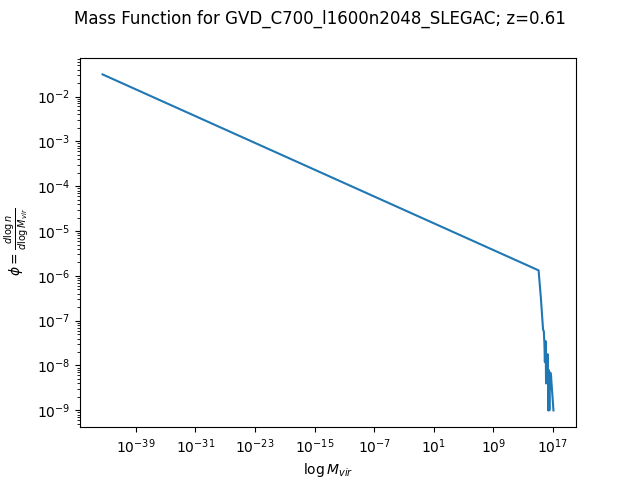 Mass Function for GVD_C700_l1600n2048_SLEGAC; z=0.61
10⁻²
10⁻³
10⁻⁴
10⁻⁵
10⁻⁶
10⁻⁷
10⁻⁸
10⁻⁹
ϕ = d log n / d log M_vir
10⁻³⁹ 10⁻³¹ 10⁻²³ 10⁻¹⁵ 10⁻⁷ 10¹ 10⁹ 10¹⁷
log M_vir